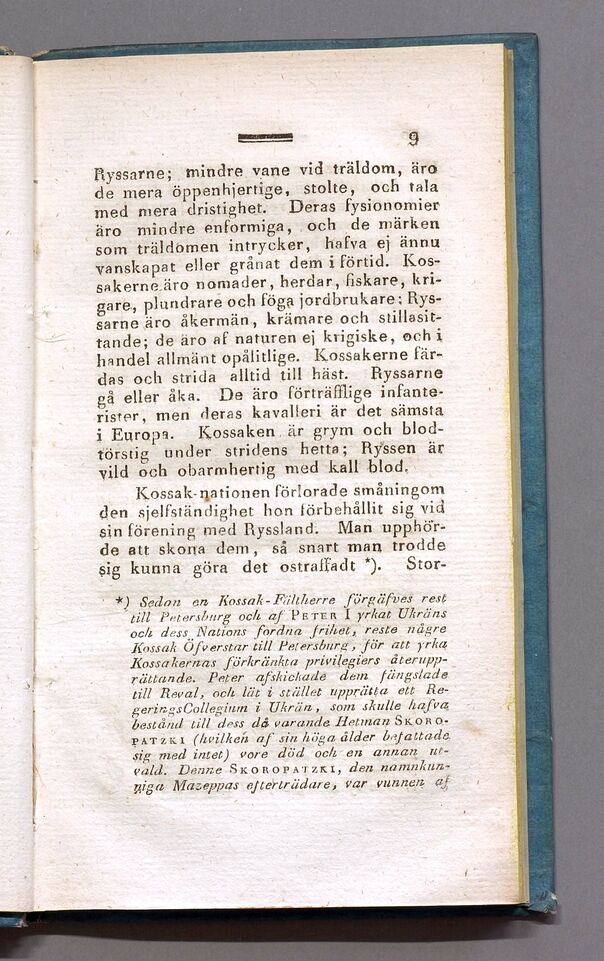 9
Ryssarne; mindre vane vid träldom, äro
de mera öppenhjertige, stolte, och tala
med mera dristighet. Deras fysionomier
äro mindre enformiga, och de märken
som träldomen intrycker, hafva ej ännu
vanskapat eller grånat dem i förtid. Kos-
sakerne äro nomader, herdar, fiskare, kri-
gare, plundrare och föga jordbrukare; Rys-
sarne äro åkermän, krämare och stillasit-
tande; de äro af naturen ej krigiske, och i
handel allmänt opålitlige. Kossakerne fär-
das och strida alltid till häst. Ryssarne
gå eller åka. De äro förträfflige infante-
rister, men deras kavalleri är det sämsta
i Europa. Kossaken är grym och blod-
törstig under stridens hetta; Ryssen är
vild och obarmhertig med kall blod.
Kossak-nationen förlorade småningom
den sjelfständighet hon förbehållit sig vid
sin förening med Ryssland. Man upphör-
de att skona dem, så snart man trodde
sig kunna göra det ostraffadt *). Stor-
*) Sedan en Kossak-Fältherre förgäfves rest
till Petersburg och af PETER I yrkat Ukräns
och dess Nations fordna frihet, reste någre
Kossak Öfverstar till Petersburg, för att yrka
Kossakernas förkränkta privilegiers återupp-
rättande. Peter afskickade dem fängslade
till Reval, och lät i stället upprätta ett Re-
geringsCollegium i Ukrän, som skulle hafva
bestånd till dess då varande Hetman SKORO-
PATZKI (hvilken af sin höga ålder befattade
sig med intet) vore död och en annan ut-
vald. Denne SKOROPATZKI, den namnkun-
niga Mazeppas efterträdare, var vunnen af